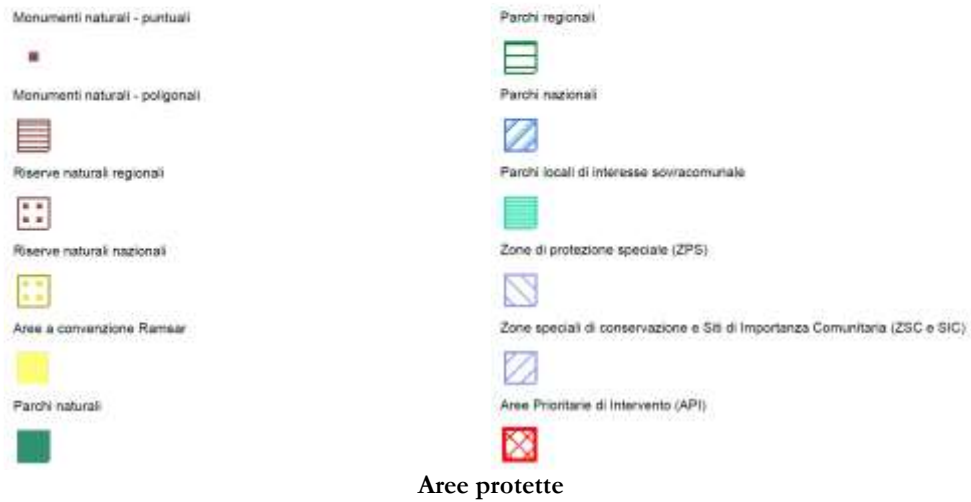 Monumenti naturali - puntuali
Monumenti naturali - poligonali
Riserve naturali regionali
Riserve naturali nazionali
Aree a convenzione Ramsar
Parchi naturali
Parchi regionali
Parchi nazionali
Parchi locali di interesse sovracomunale
Zone di protezione speciale (ZPS)
Zone speciali di conservazione e Siti di Importanza Comunitaria (ZSC e SIC)
Aree Prioritarie di Intervento (API)
Aree protette